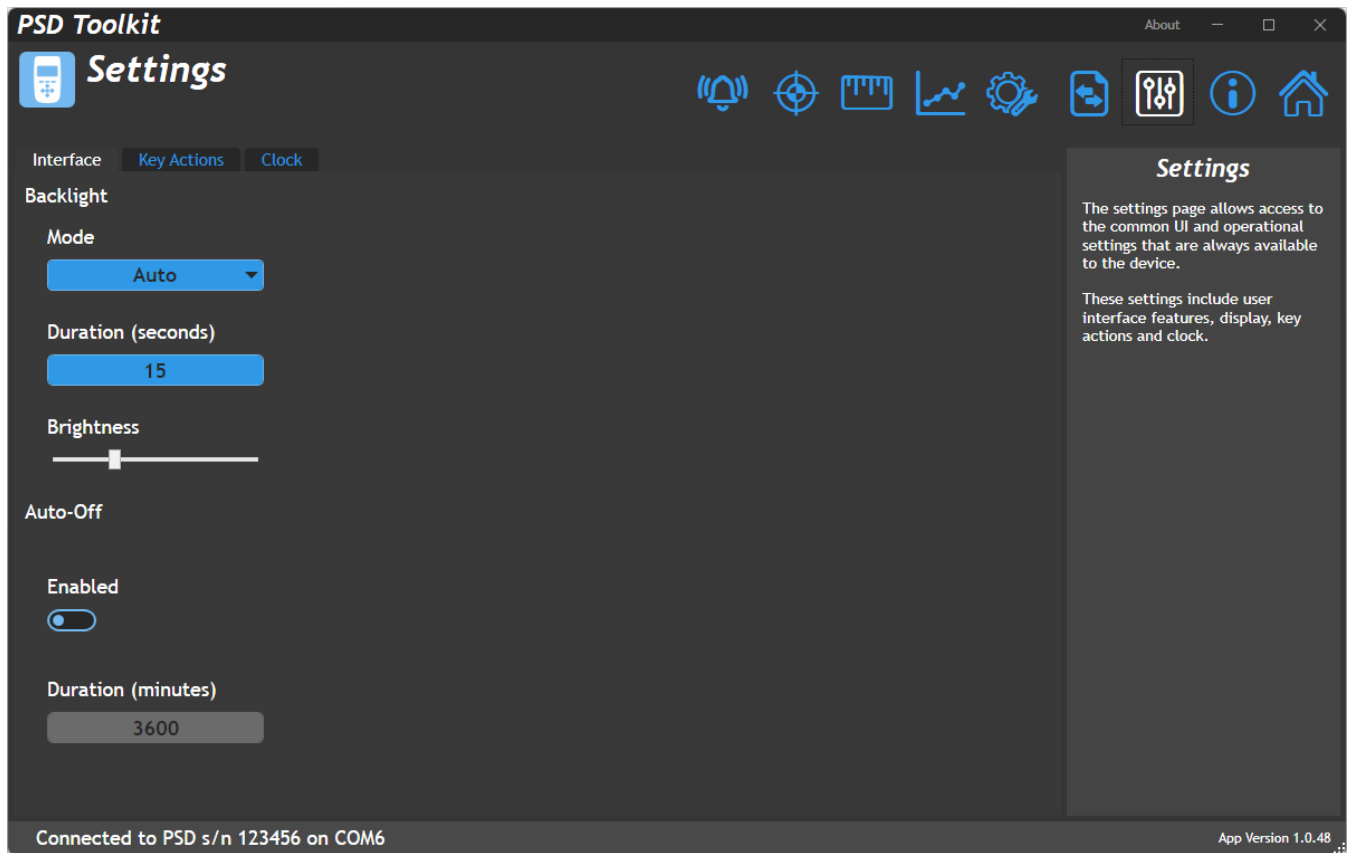 PSD Toolkit
About
Settings
Interface
Key Actions
Clock
Backlight
Mode
Auto
Duration (seconds)
15
Brightness
Auto-Off
Enabled
Duration (minutes)
3600
Settings
The settings page allows access to
the common UI and operational
settings that are always available
to the device.
These settings include user
interface features, display, key
actions and clock.
Connected to PSD s/n 123456 on COM6
App Version 1.0.48